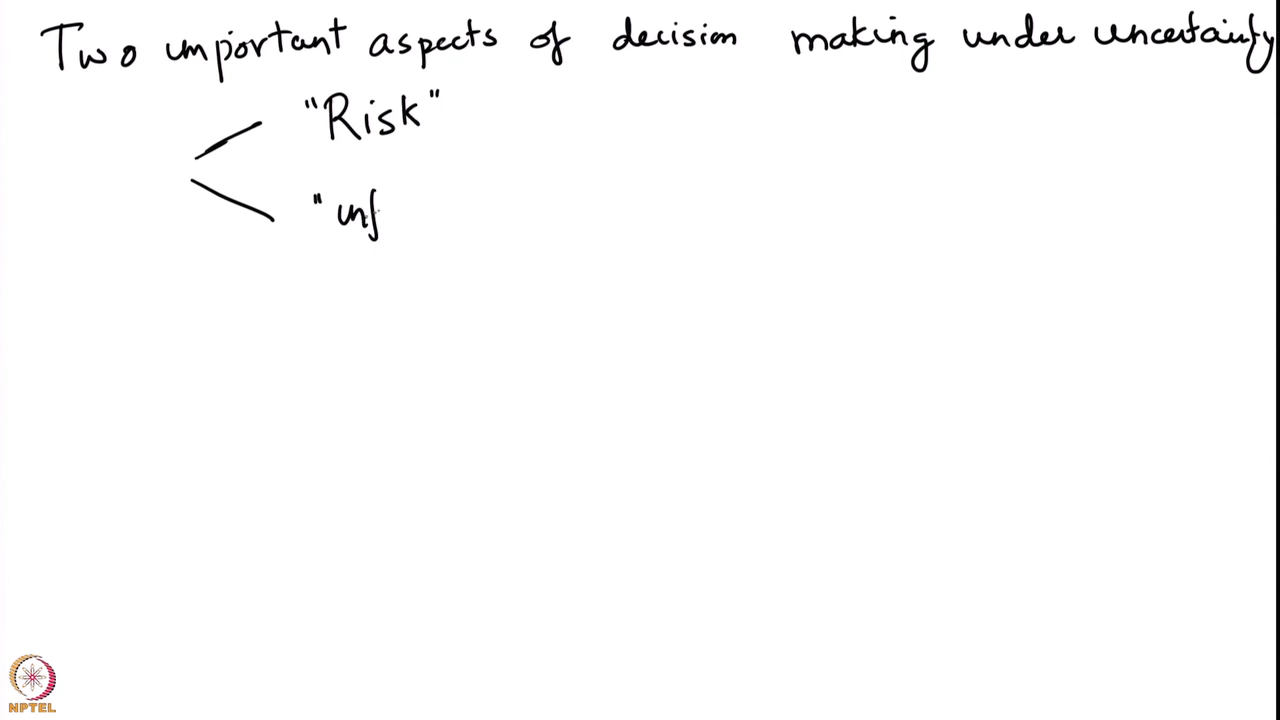 Two important aspects of decision making under uncertainty
"Risk"
"inf
NPTEL